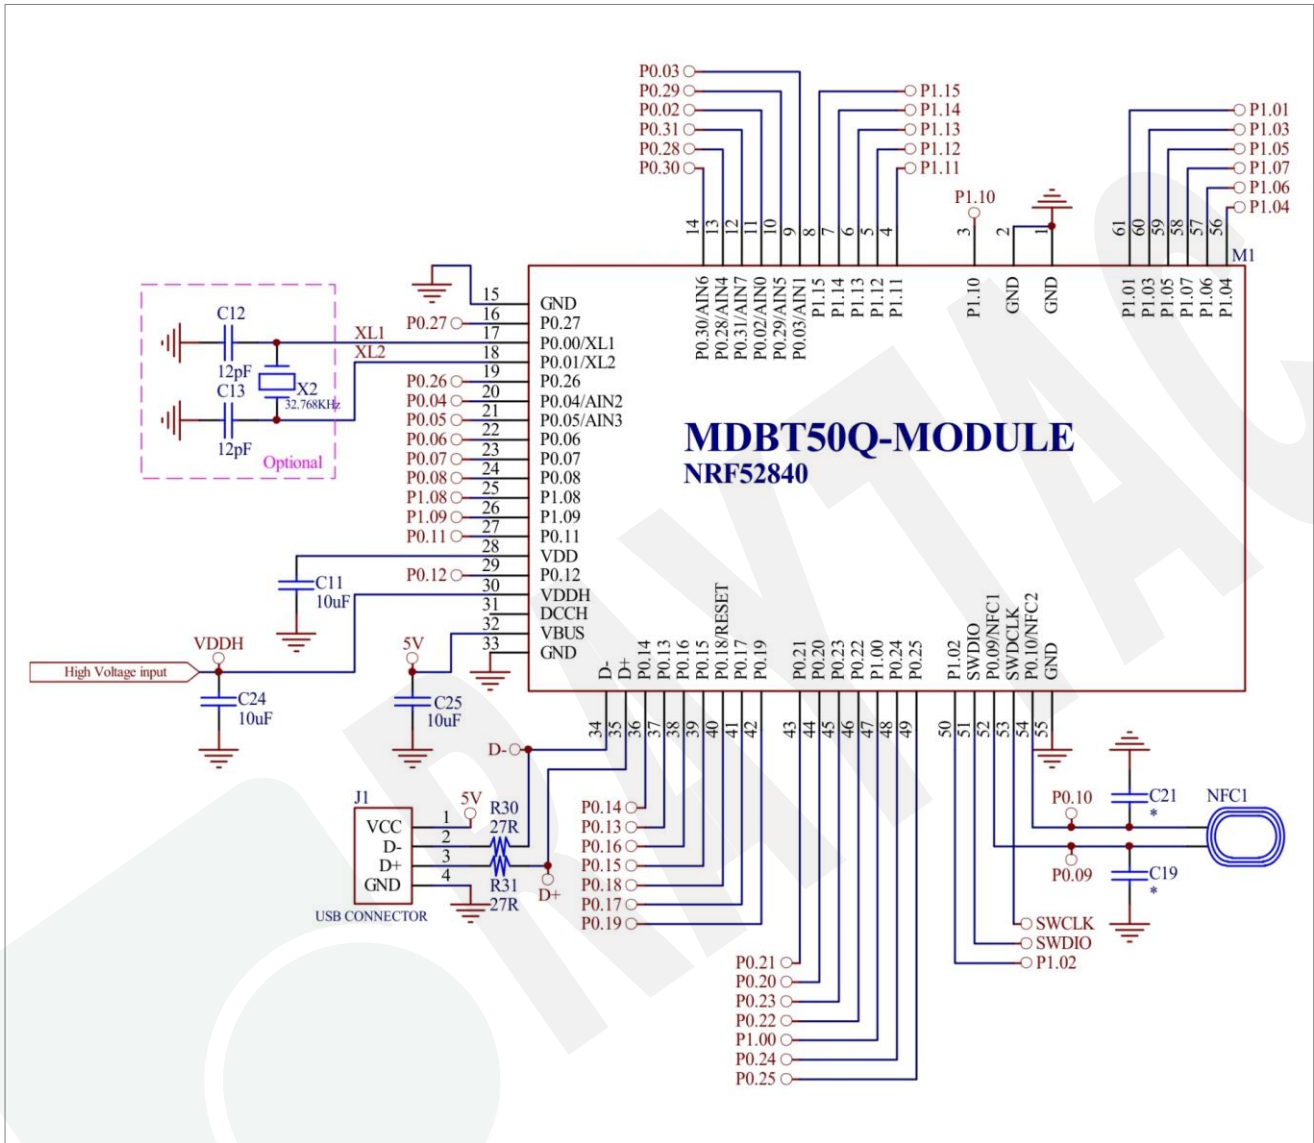 P0.03
P0.29
P0.02
P0.31
P0.28
P0.30
P1.15
P1.14
P1.13
P1.12
P1.11
P1.10
P1.01
P1.03
P1.05
P1.07
P1.06
P1.04
14 13 12 11 10 9 8 7 6 5 4 3 2 1 61 60 59 58 57 56
M1
P0.30/AIN6
P0.28/AIN4
P0.31/AIN7
P0.02/AIN0
P0.29/AIN5
P0.03/AIN1
P1.15
P1.14
P1.13
P1.12
P1.11
P1.10
GND
GND
P1.01
P1.03
P1.05
P1.07
P1.06
P1.04
15 GND
P0.27 16 P0.27
XL1 17 P0.00/XL1
XL2 18 P0.01/XL2
P0.26 19 P0.26
P0.04 20 P0.04/AIN2
P0.05 21 P0.05/AIN3
P0.06 22 P0.06
P0.07 23 P0.07
P0.08 24 P0.08
P1.08 25 P1.08
P1.09 26 P1.09
P0.11 27 P0.11
28 VDD
P0.12 29 P0.12
30 VDDH
31 DCCH
32 VBUS
33 GND
C12
12pF
C13
12pF
X2
32.768KHz
Optional
MDBT50Q-MODULE
NRF52840
C11
10uF
VDDH
High Voltage input
C24
10uF
5V
C25
10uF
D-
D+
P0.14
P0.13
P0.16
P0.15
P0.18/RESET
P0.17
P0.19
P0.21
P0.20
P0.23
P0.22
P1.00
P0.24
P0.25
P1.02
SWDIO
P0.09/NFC1
SWDCLK
P0.10/NFC2
GND
34 35 36 37 38 39 40 41 42 43 44 45 46 47 48 49 50 51 52 53 54 55
D-
J1
5V
VCC 1
D- 2
D+ 3
GND 4
USB CONNECTOR
R30
27R
R31
27R
D+
P0.14
P0.13
P0.16
P0.15
P0.18
P0.17
P0.19
P0.21
P0.20
P0.23
P0.22
P1.00
P0.24
P0.25
P0.10
C21
*
NFC1
P0.09
C19
*
SWCLK
SWDIO
P1.02
RAYTAC